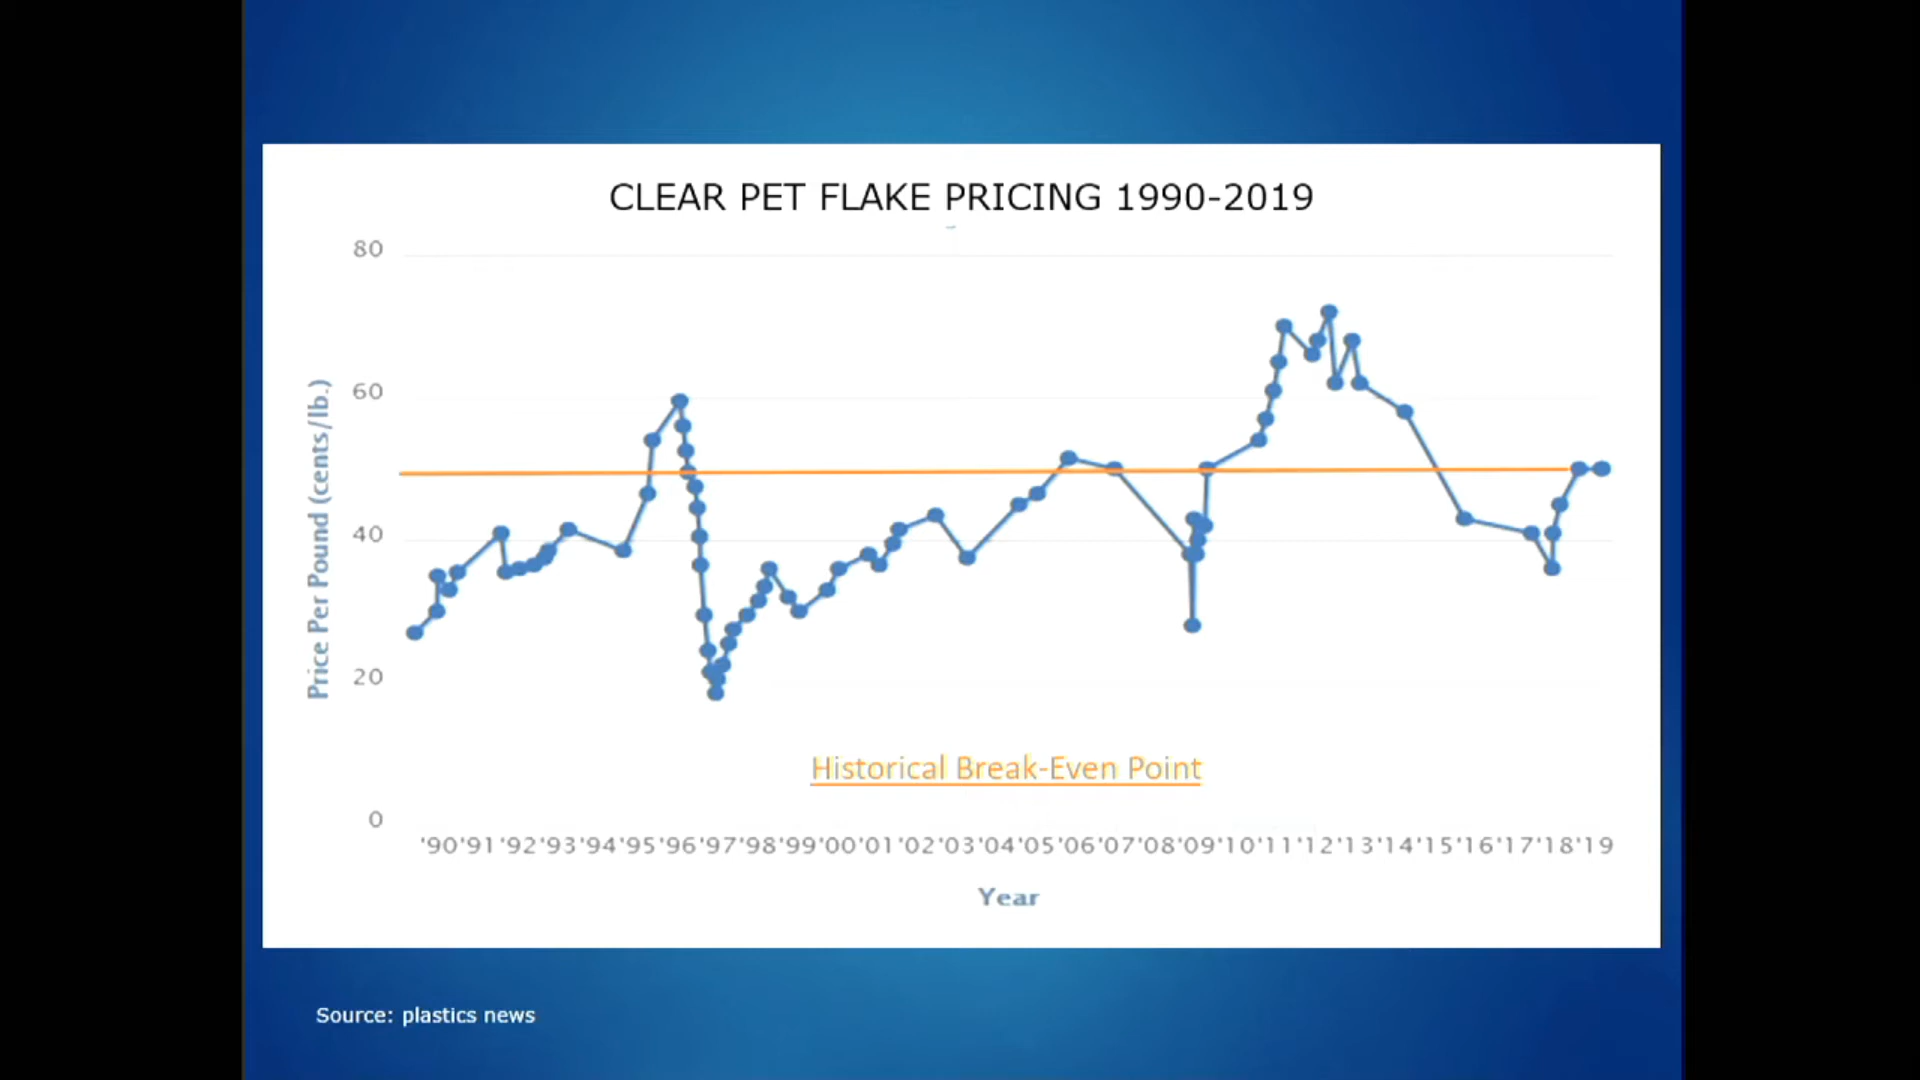 CLEAR PET FLAKE PRICING 1990-2019
80
60
40
20
0
Price Per Pound (cents/lb.)
Historical Break-Even Point
'90'91'92'93'94'95'96'97'98'99'00'01'02'03'04'05'06'07'08'09'10'11'12'13'14'15'16'17'18'19
Year
Source: plastics news